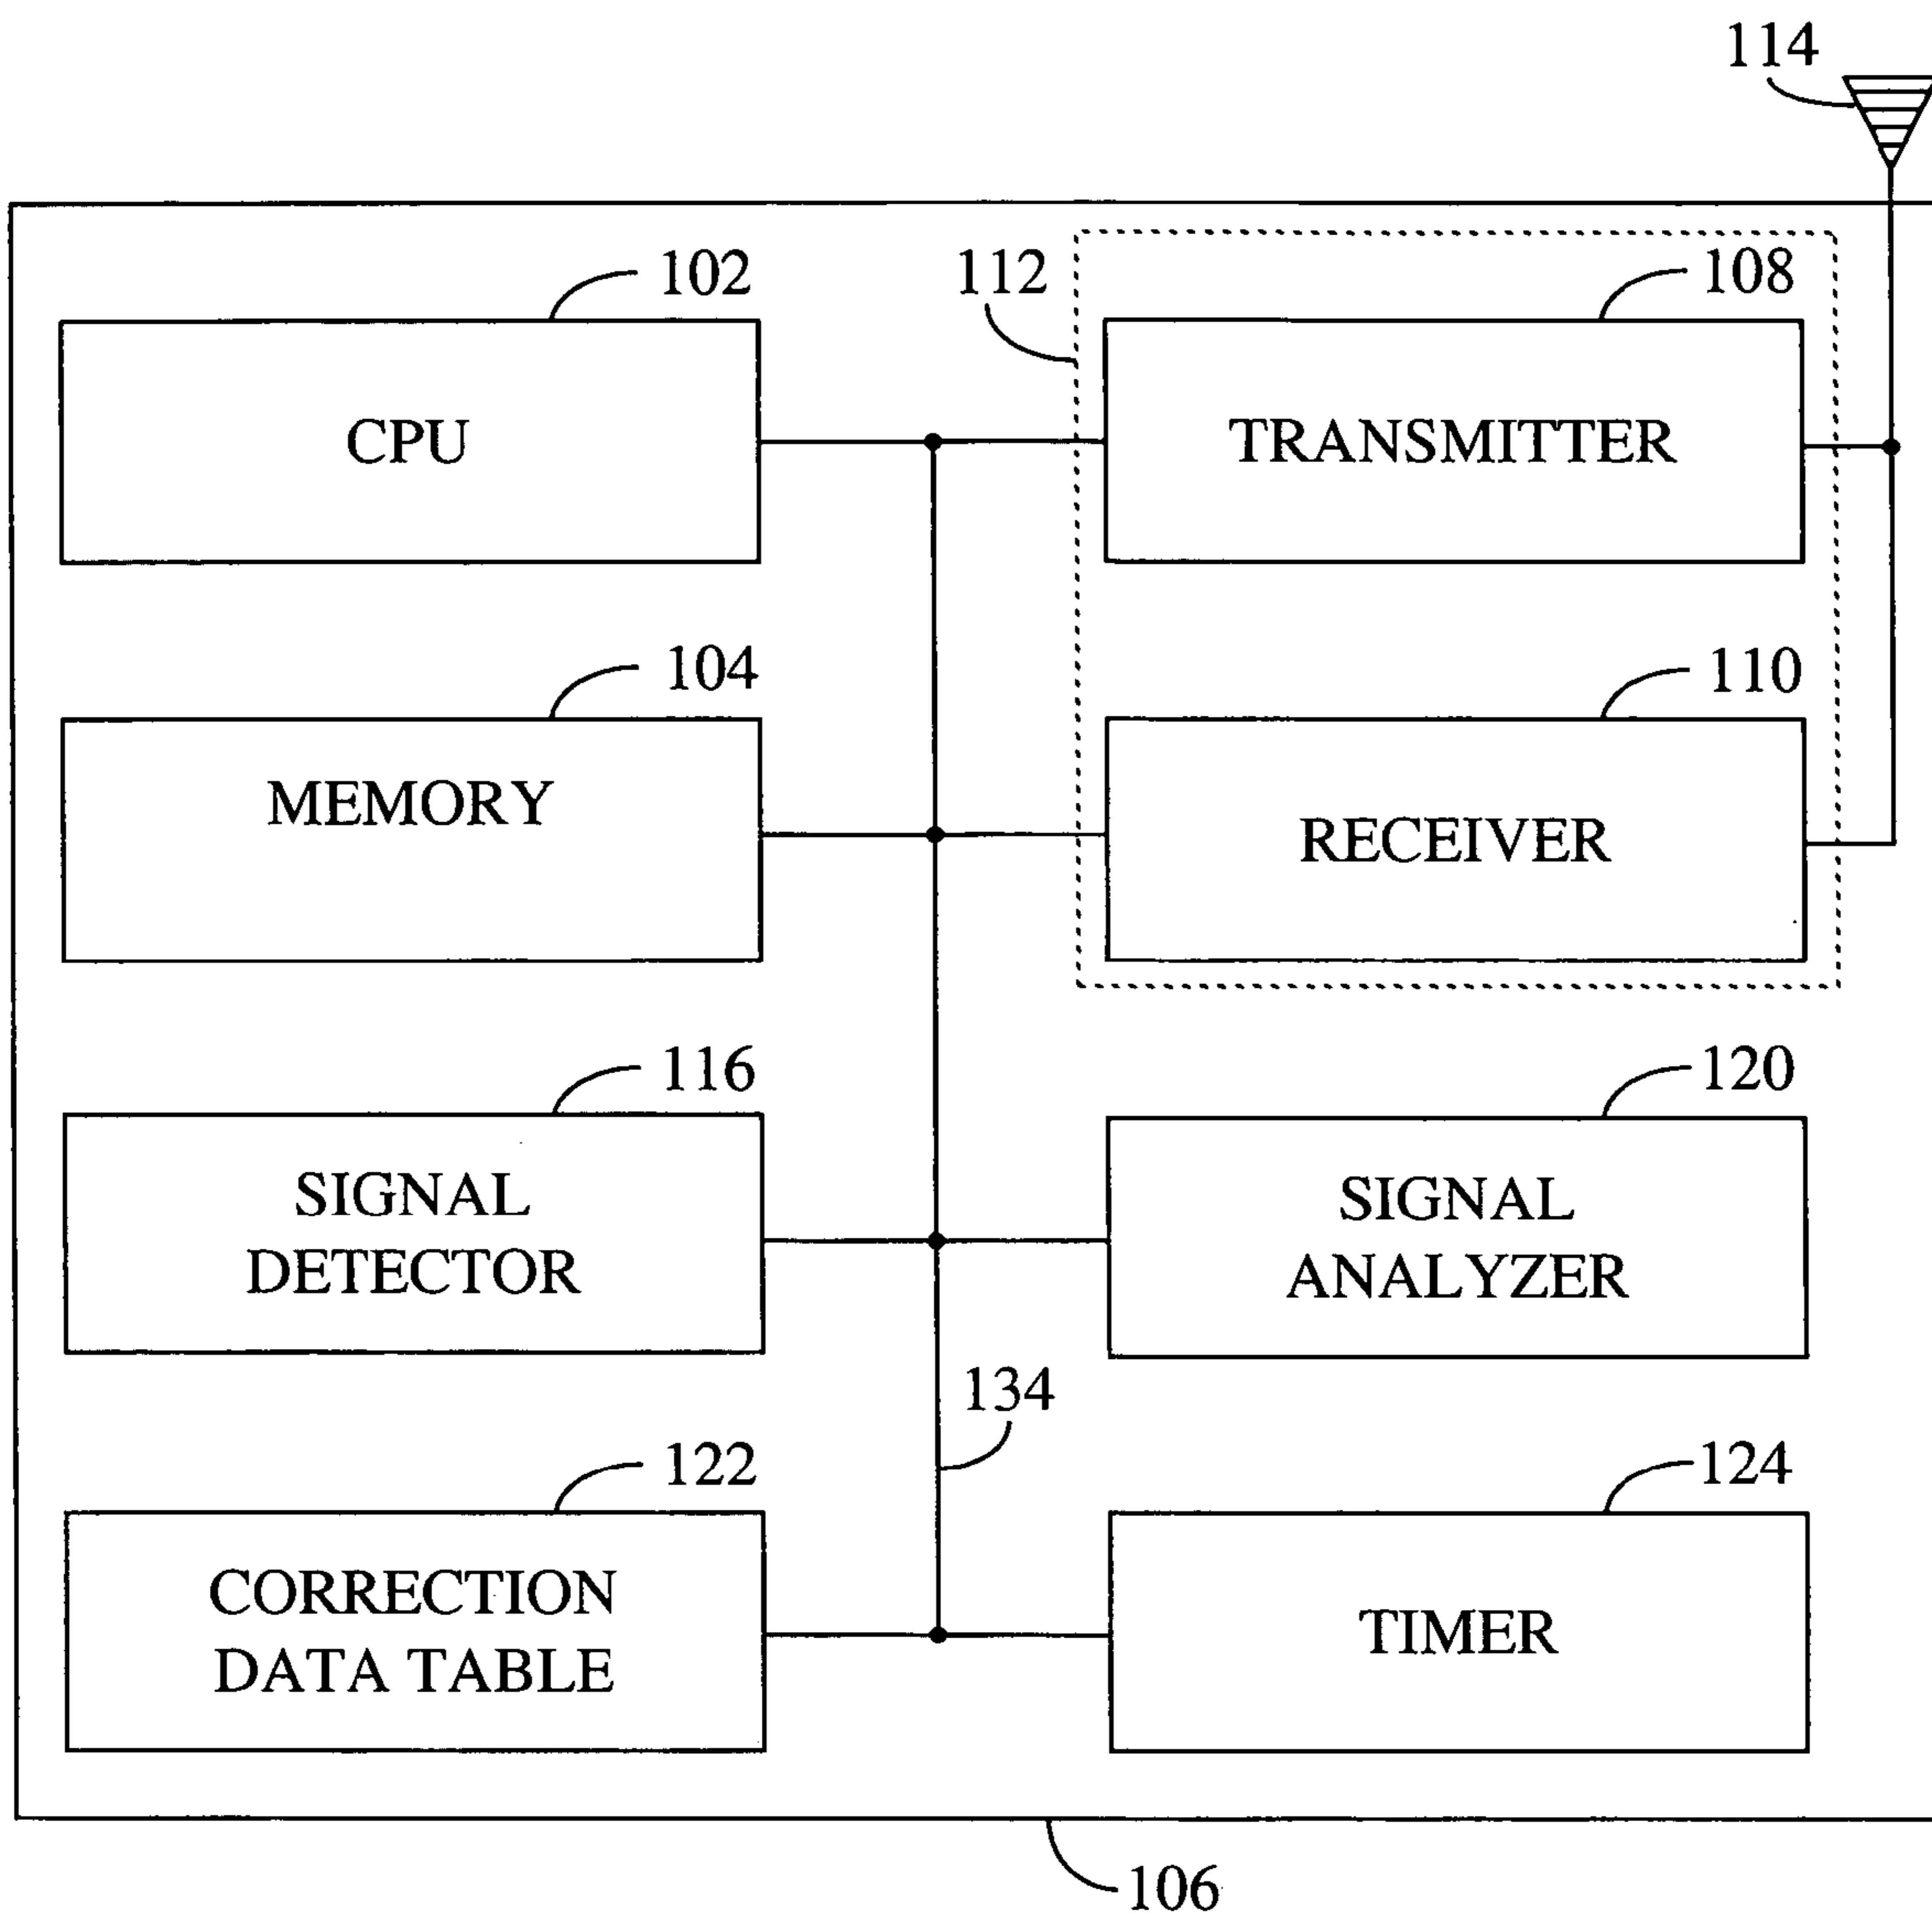 114
102
112
108
CPU
TRANSMITTER
104
110
MEMORY
RECEIVER
116
120
SIGNAL
DETECTOR
SIGNAL
ANALYZER
134
122
124
CORRECTION
DATA TABLE
TIMER
106